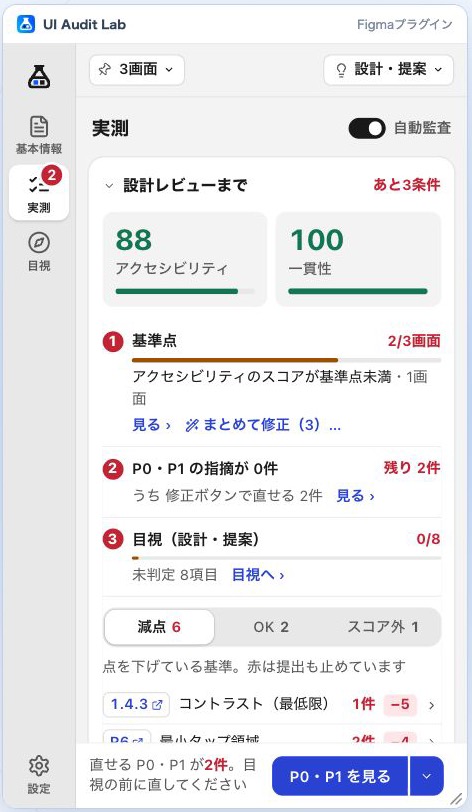 UI Audit Lab
Figmaプラグイン
3画面
設計・提案
基本情報
2
実測
目視
実測
自動監査
設計レビューまで
あと3条件
88
アクセシビリティ
100
一貫性
1 基準点 2/3画面
アクセシビリティのスコアが基準点未満・1画
面
見る › まとめて修正（3）...
2 P0・P1 の指摘が 0件 残り 2件
うち 修正ボタンで直せる 2件 見る ›
3 目視（設計・提案） 0/8
未判定 8項目 目視へ ›
減点 6 OK 2 スコア外 1
点を下げている基準。赤は提出も止めています
1.4.3 コントラスト（最低限） 1件 −5 ›
最小タップ領域 2件 −4
直せる P0・P1 が2件。目
視の前に直してください
P0・P1 を見る
設定